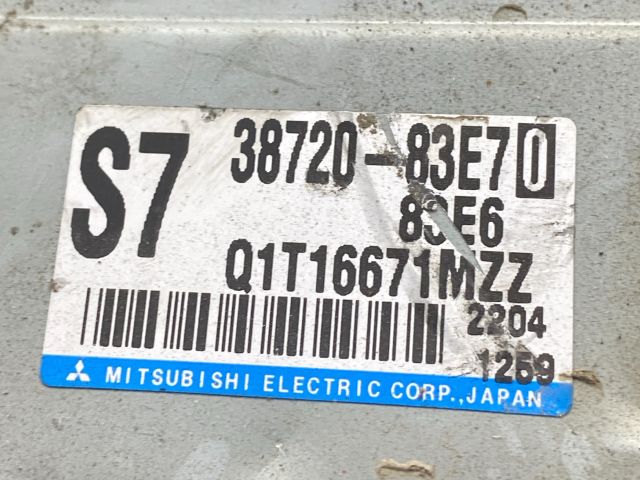 S7
38720-83E70
83E6
Q1T16671MZZ
2204
1259
MITSUBISHI ELECTRIC CORP., JAPAN